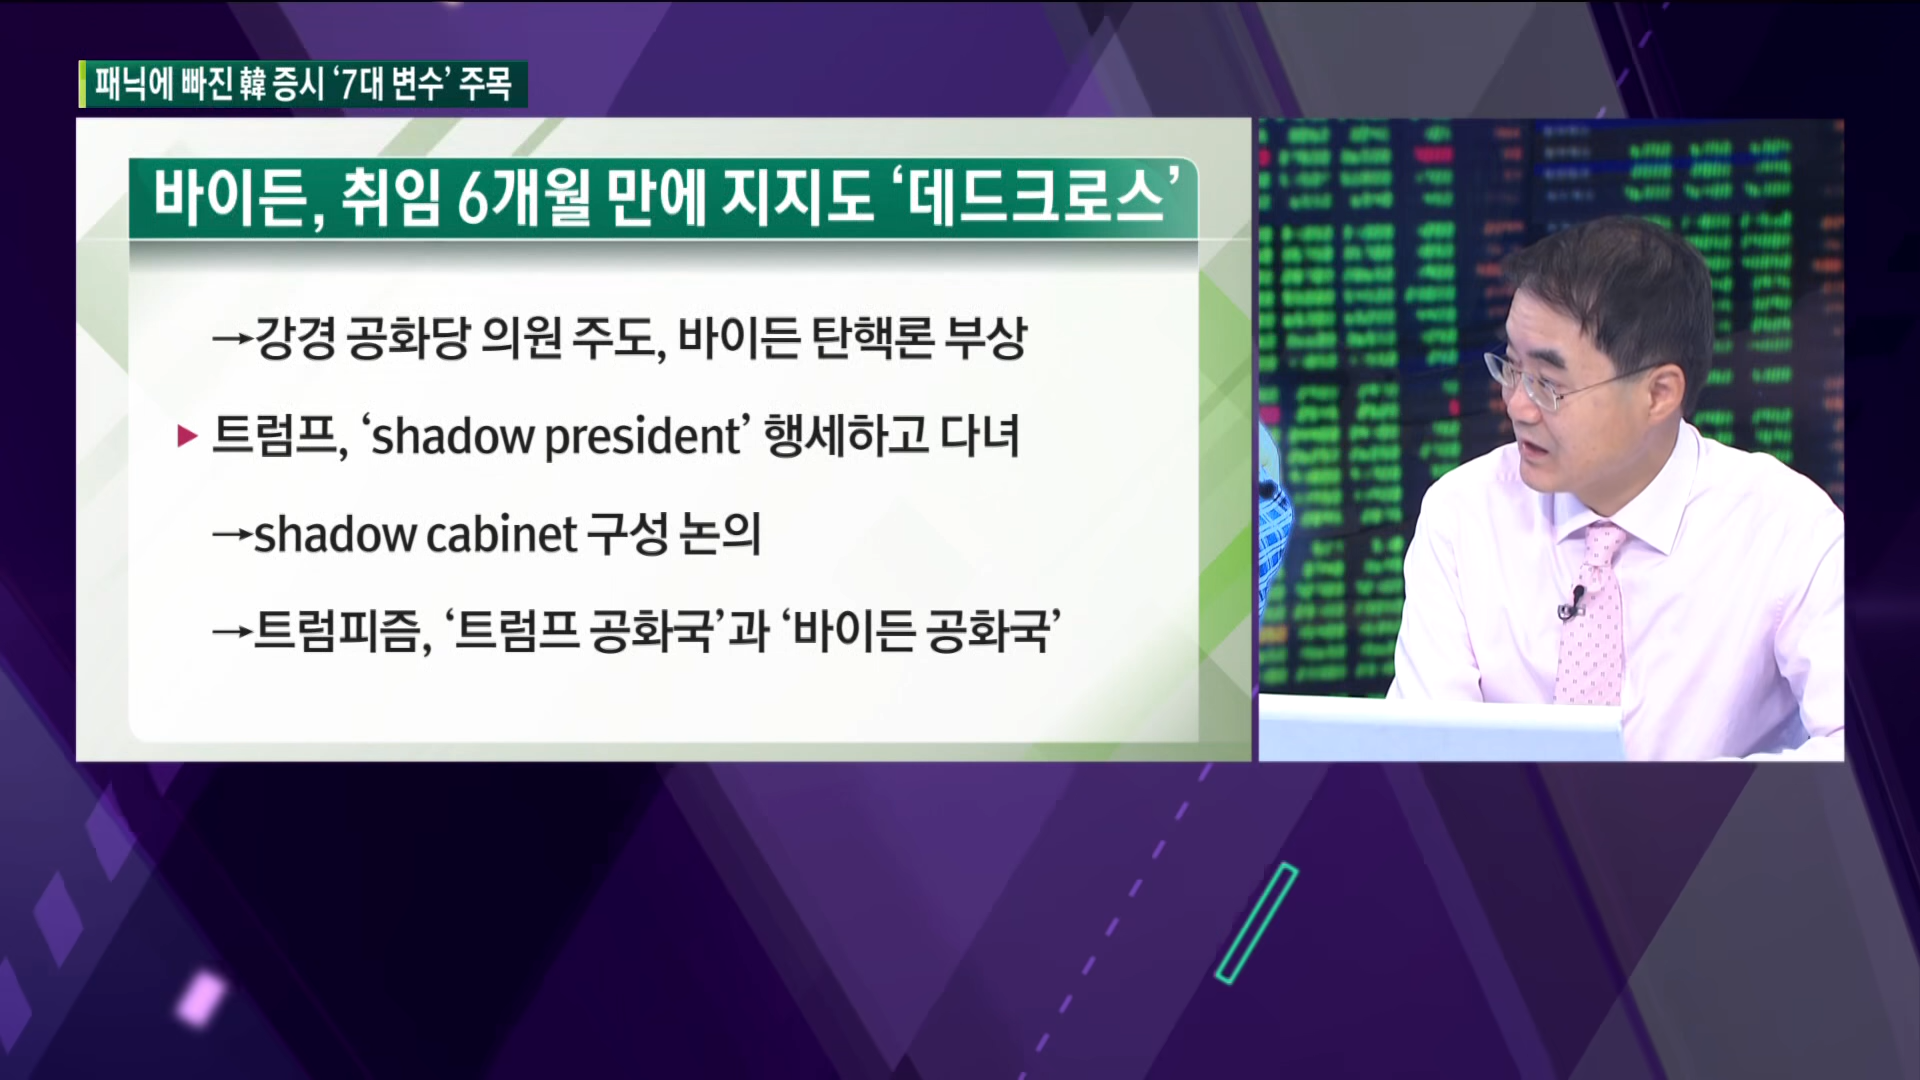 패닉에 빠진 韓 증시 ‘7대 변수’ 주목
바이든, 취임 6개월 만에 지지도 ‘데드크로스’
→강경 공화당 의원 주도, 바이든 탄핵론 부상
▶ 트럼프, ‘shadow president’ 행세하고 다녀
→shadow cabinet 구성 논의
→트럼피즘, ‘트럼프 공화국’과 ‘바이든 공화국’